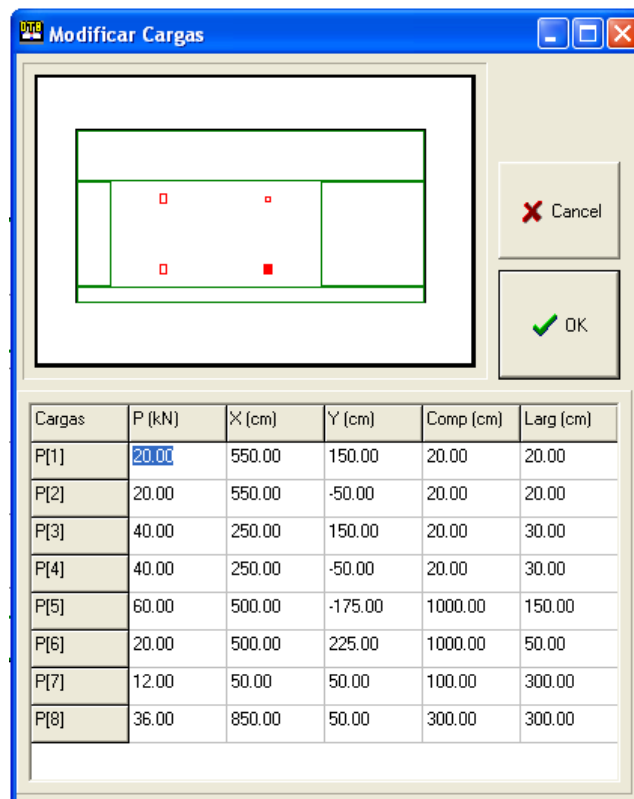 Modificar Cargas
Cancel
OK
Cargas P (kN) X (cm) Y (cm) Comp (cm) Larg (cm)
P[1] 20.00 550.00 150.00 20.00 20.00
P[2] 20.00 550.00 -50.00 20.00 20.00
P[3] 40.00 250.00 150.00 20.00 30.00
P[4] 40.00 250.00 -50.00 20.00 30.00
P[5] 60.00 500.00 -175.00 1000.00 150.00
P[6] 20.00 500.00 225.00 1000.00 50.00
P[7] 12.00 50.00 50.00 100.00 300.00
P[8] 36.00 850.00 50.00 300.00 300.00